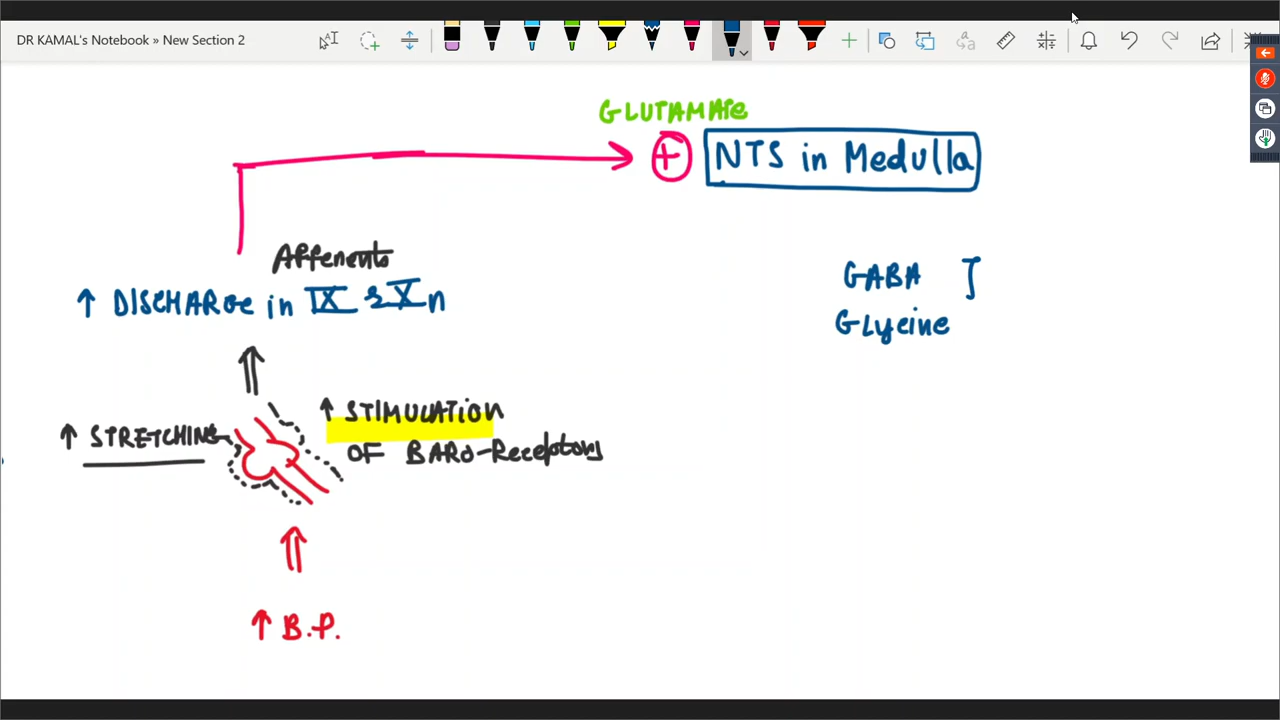 DR KAMAL's Notebook » New Section 2
GLUTAMATE
+ NTS in Medulla
Afferents
↑ DISCHARGE in IX & X n
GABA ]
GLycine
↑ STRETCHING
↑ STIMULATION
OF BARO-Receptors
↑ B.P.